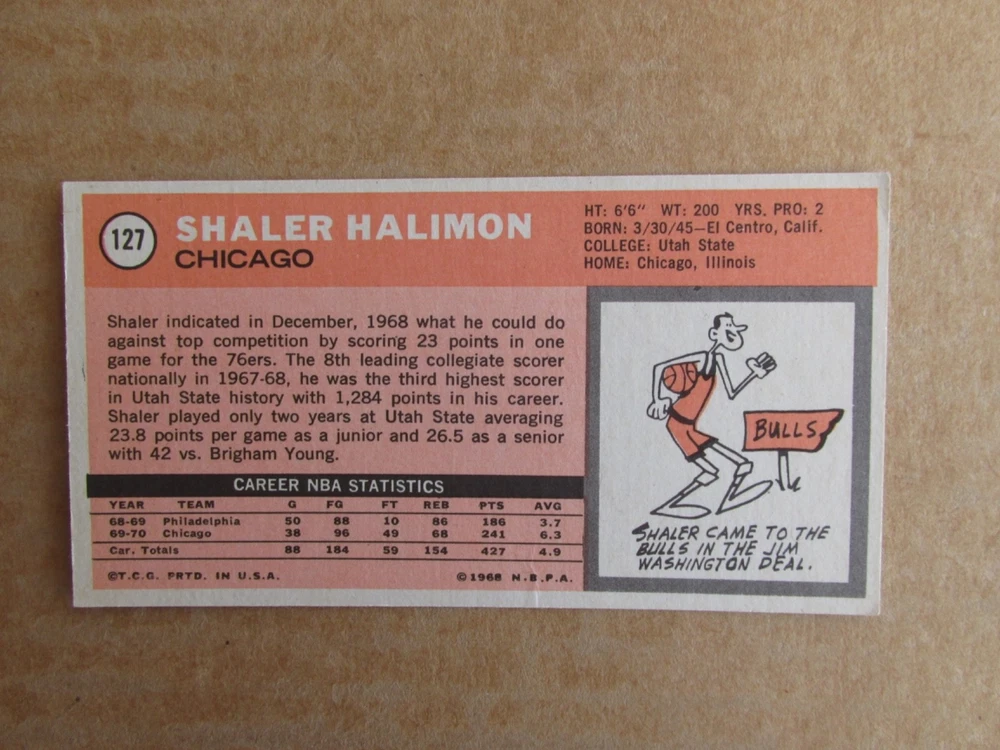 127
SHALER HALIMON
CHICAGO
HT: 6'6" WT: 200 YRS. PRO: 2
BORN: 3/30/45—El Centro, Calif.
COLLEGE: Utah State
HOME: Chicago, Illinois
Shaler indicated in December, 1968 what he could do
against top competition by scoring 23 points in one
game for the 76ers. The 8th leading collegiate scorer
nationally in 1967-68, he was the third highest scorer
in Utah State history with 1,284 points in his career.
Shaler played only two years at Utah State averaging
23.8 points per game as a junior and 26.5 as a senior
with 42 vs. Brigham Young.
CAREER NBA STATISTICS
YEAR TEAM G FG FT REB PTS AVG
68-69 Philadelphia 50 88 10 86 186 3.7
69-70 Chicago 38 96 49 68 241 6.3
Car. Totals 88 184 59 154 427 4.9
©T.C.G. PRTD. IN U.S.A. ©1968 N.B.P.A.
BULLS
SHALER CAME TO THE
BULLS IN THE JIM
WASHINGTON DEAL.